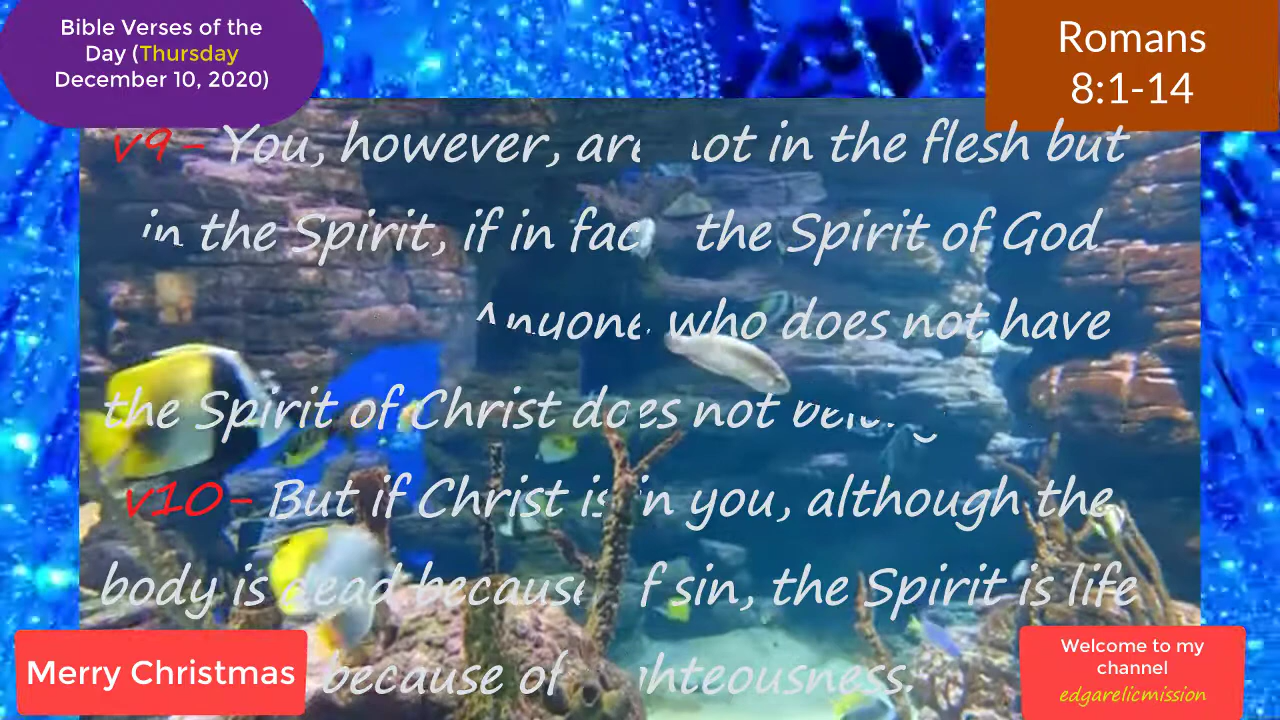 Bible Verses of the
Day (Thursday
December 10, 2020)
Romans
8:1-14
v9- You, however, are not in the flesh but
in the Spirit, if in fact the Spirit of God
Anyone who does not have
the Spirit of Christ does not belong
v10- But if Christ is in you, although the
body is dead because of sin, the Spirit is life
because of righteousness.
Merry Christmas
Welcome to my
channel
edgarelicmission